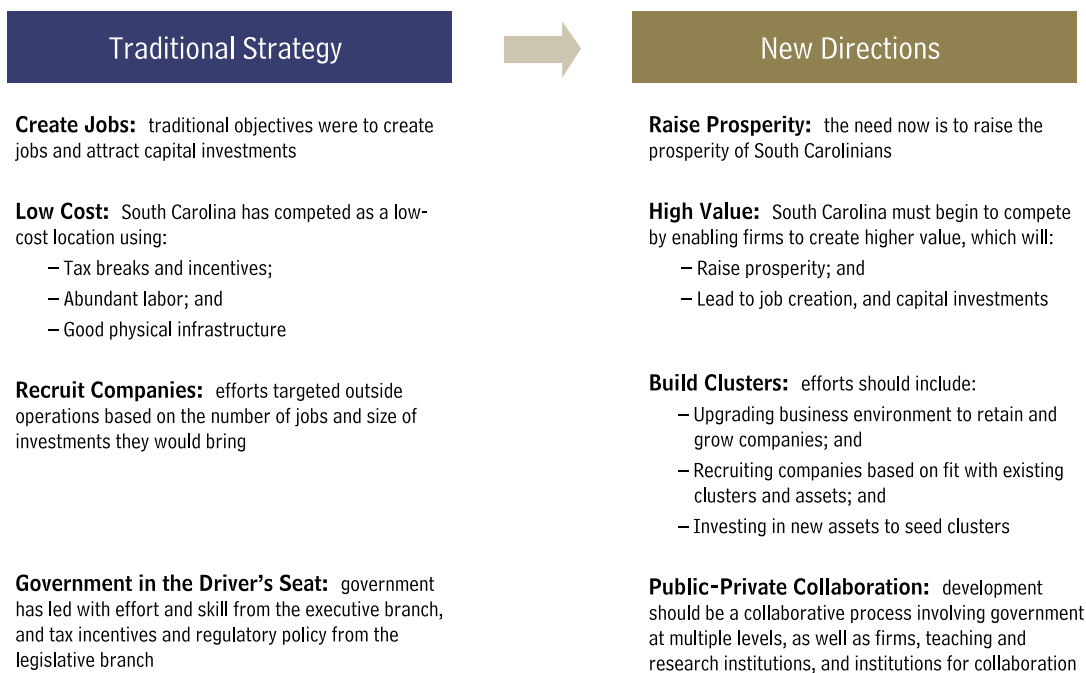 Traditional Strategy
New Directions
Create Jobs: traditional objectives were to create
jobs and attract capital investments
Raise Prosperity: the need now is to raise the
prosperity of South Carolinians
Low Cost: South Carolina has competed as a low-
cost location using:
– Tax breaks and incentives;
– Abundant labor; and
– Good physical infrastructure
High Value: South Carolina must begin to compete
by enabling firms to create higher value, which will:
– Raise prosperity; and
– Lead to job creation, and capital investments
Recruit Companies: efforts targeted outside
operations based on the number of jobs and size of
investments they would bring
Build Clusters: efforts should include:
– Upgrading business environment to retain and
grow companies; and
– Recruiting companies based on fit with existing
clusters and assets; and
– Investing in new assets to seed clusters
Government in the Driver's Seat: government
has led with effort and skill from the executive branch,
and tax incentives and regulatory policy from the
legislative branch
Public-Private Collaboration: development
should be a collaborative process involving government
at multiple levels, as well as firms, teaching and
research institutions, and institutions for collaboration